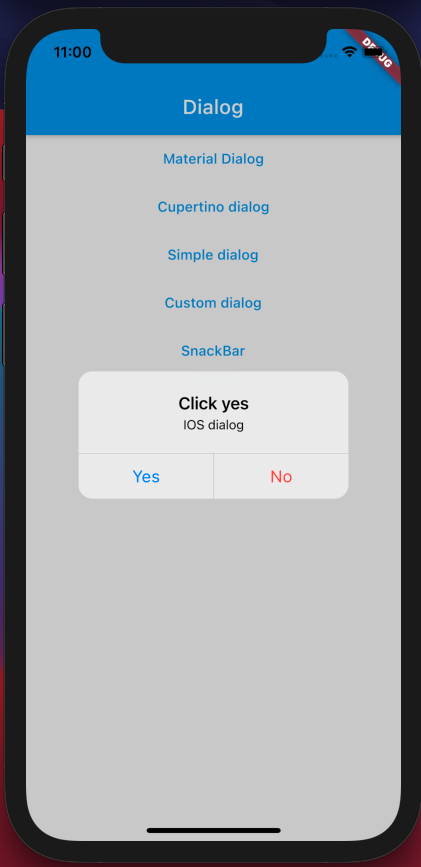 11:00
DEBUG
Dialog
Material Dialog
Cupertino dialog
Simple dialog
Custom dialog
SnackBar
Click yes
IOS dialog
Yes
No